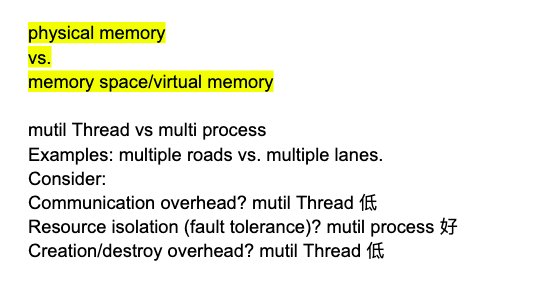 physical memory
vs.
memory space/virtual memory
mutil Thread vs multi process
Examples: multiple roads vs. multiple lanes.
Consider:
Communication overhead? mutil Thread 低
Resource isolation (fault tolerance)? mutil process 好
Creation/destroy overhead? mutil Thread 低